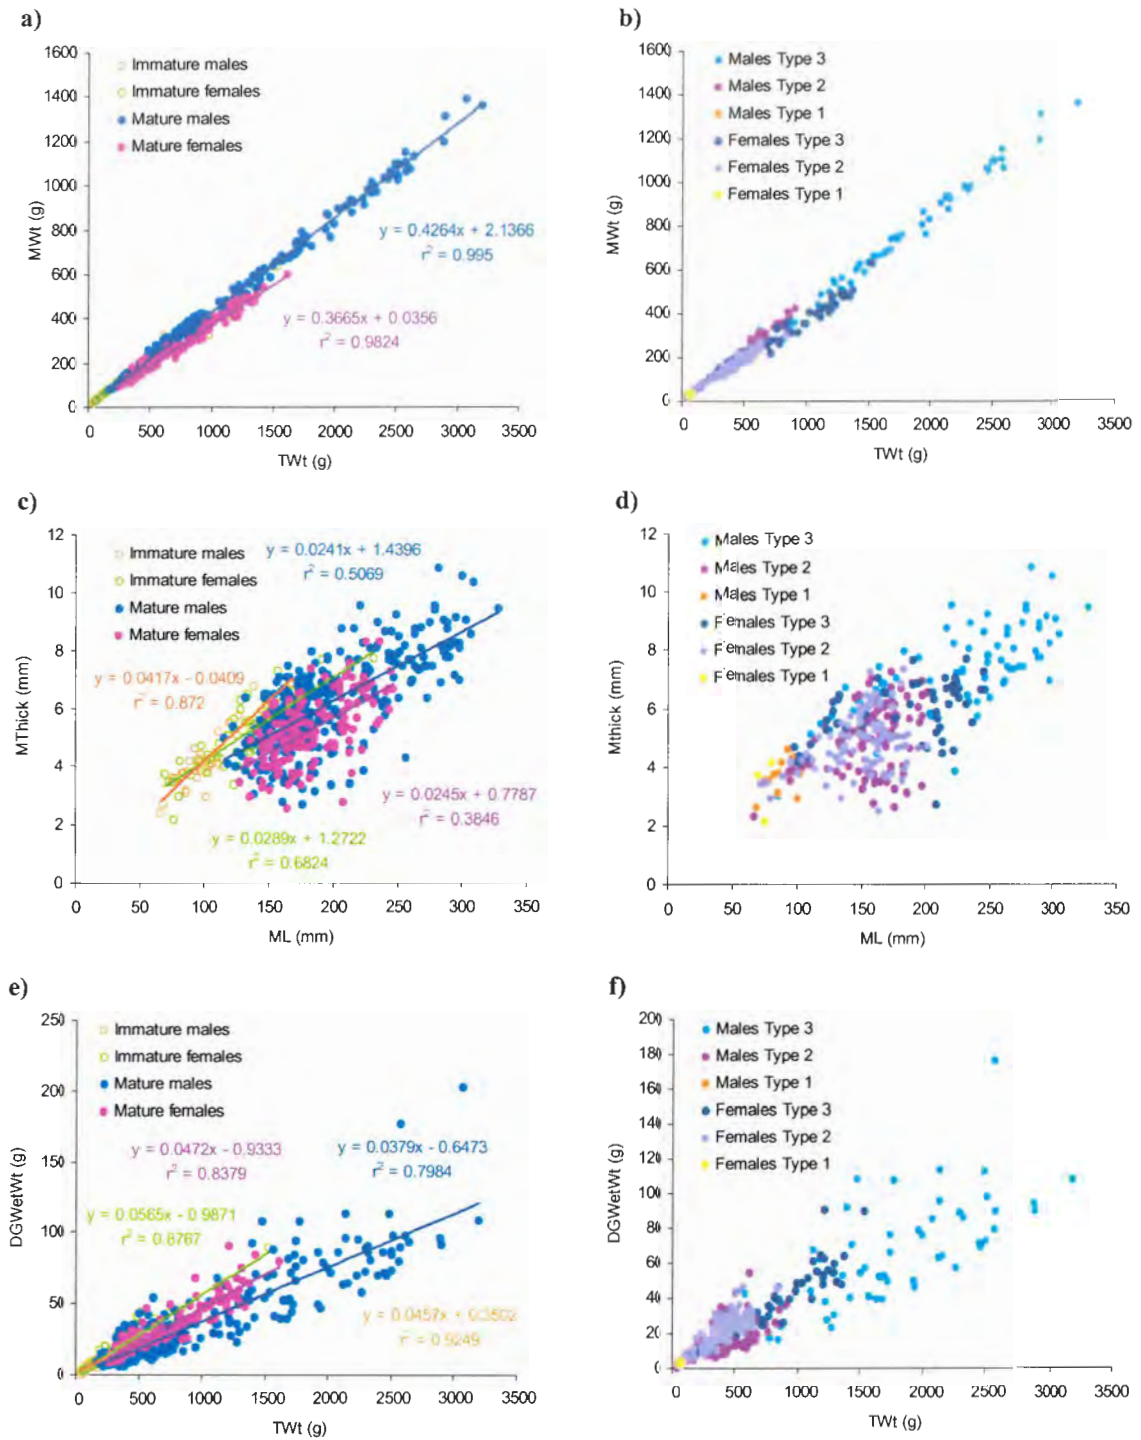 a)
1600
1400
1200
1000
800
600
400
200
0
MWt (g)
Immature males
Immature females
Mature males
Mature females
y = 0.4264x + 2.1366
r² = 0.995
y = 0.3665x + 0.0356
r² = 0.9824
0 500 1000 1500 2000 2500 3000 3500
TWt (g)
b)
1600
1400
1200
1000
800
600
400
200
0
MWt (g)
Males Type 3
Males Type 2
Males Type 1
Females Type 3
Females Type 2
Females Type 1
0 500 1000 1500 2000 2500 3000 3500
TWt (g)
c)
12
10
8
6
4
2
0
MThick (mm)
Immature males
Immature females
Mature males
Mature females
y = 0.0241x + 1.4396
r² = 0.5069
y = 0.0417x - 0.0409
r² = 0.872
y = 0.0245x + 0.7787
r² = 0.3846
y = 0.0289x + 1.2722
r² = 0.6824
0 50 100 150 200 250 300 350
ML (mm)
d)
12
10
8
6
4
2
0
Mthick (mm)
Males Type 3
Males Type 2
Males Type 1
Females Type 3
Females Type 2
Females Type 1
0 50 100 150 200 250 300 350
ML (mm)
e)
250
200
150
100
50
0
DGWetWt (g)
Immature males
Immature females
Mature males
Mature females
y = 0.0472x - 0.9333
r² = 0.8379
y = 0.0379x - 0.6473
r² = 0.7984
y = 0.0565x - 0.9871
r² = 0.8767
y = 0.0457x + 0.3502
r² = 0.9249
0 500 1000 1500 2000 2500 3000 3500
TWt (g)
f)
200
180
160
140
120
100
80
60
40
20
0
DGWetWt (g)
Males Type 3
Males Type 2
Males Type 1
Females Type 3
Females Type 2
Females Type 1
0 500 1000 1500 2000 2500 3000 3500
TWt (g)